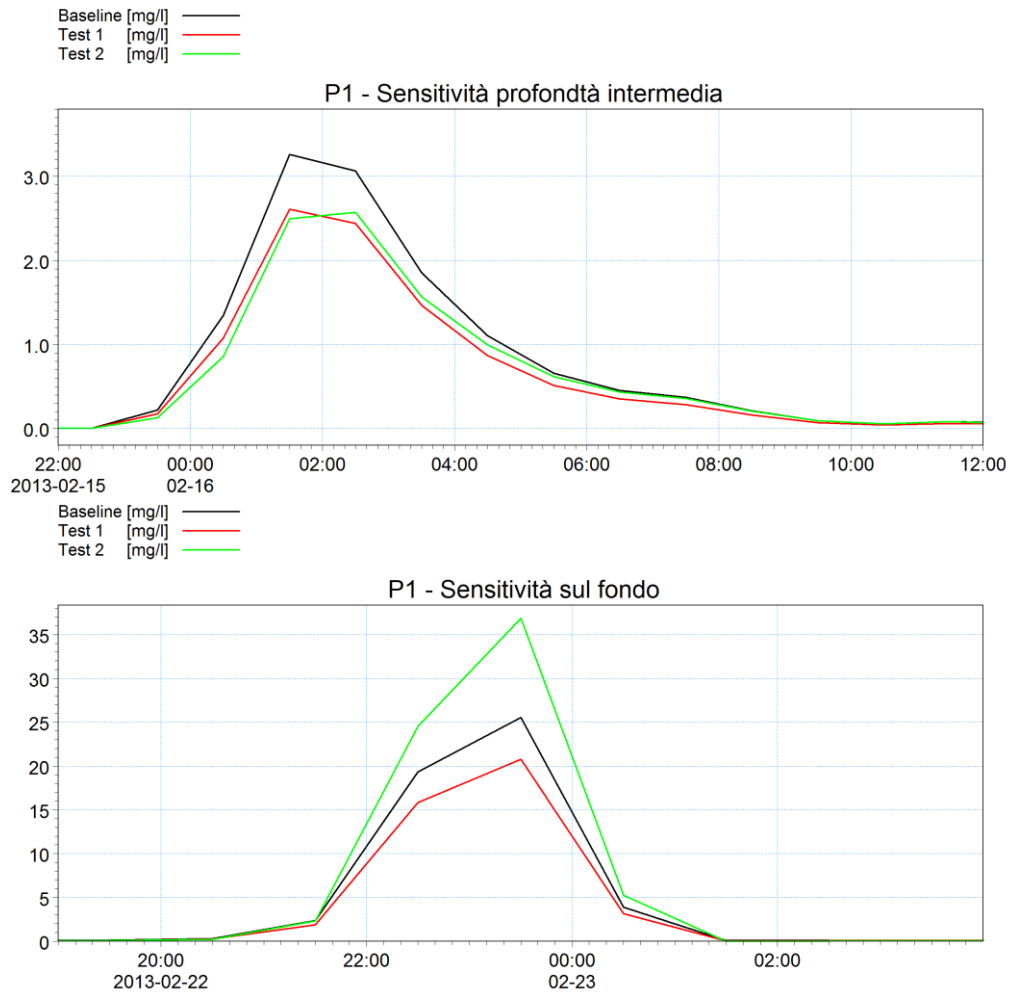 Baseline [mg/l]
Test 1 [mg/l]
Test 2 [mg/l]
P1 - Sensitività profondtà intermedia
3.0
2.0
1.0
0.0
22:00 00:00 02:00 04:00 06:00 08:00 10:00 12:00
2013-02-15 02-16
Baseline [mg/l]
Test 1 [mg/l]
Test 2 [mg/l]
P1 - Sensitività sul fondo
35
30
25
20
15
10
5
0
20:00 22:00 00:00 02:00
2013-02-22 02-23